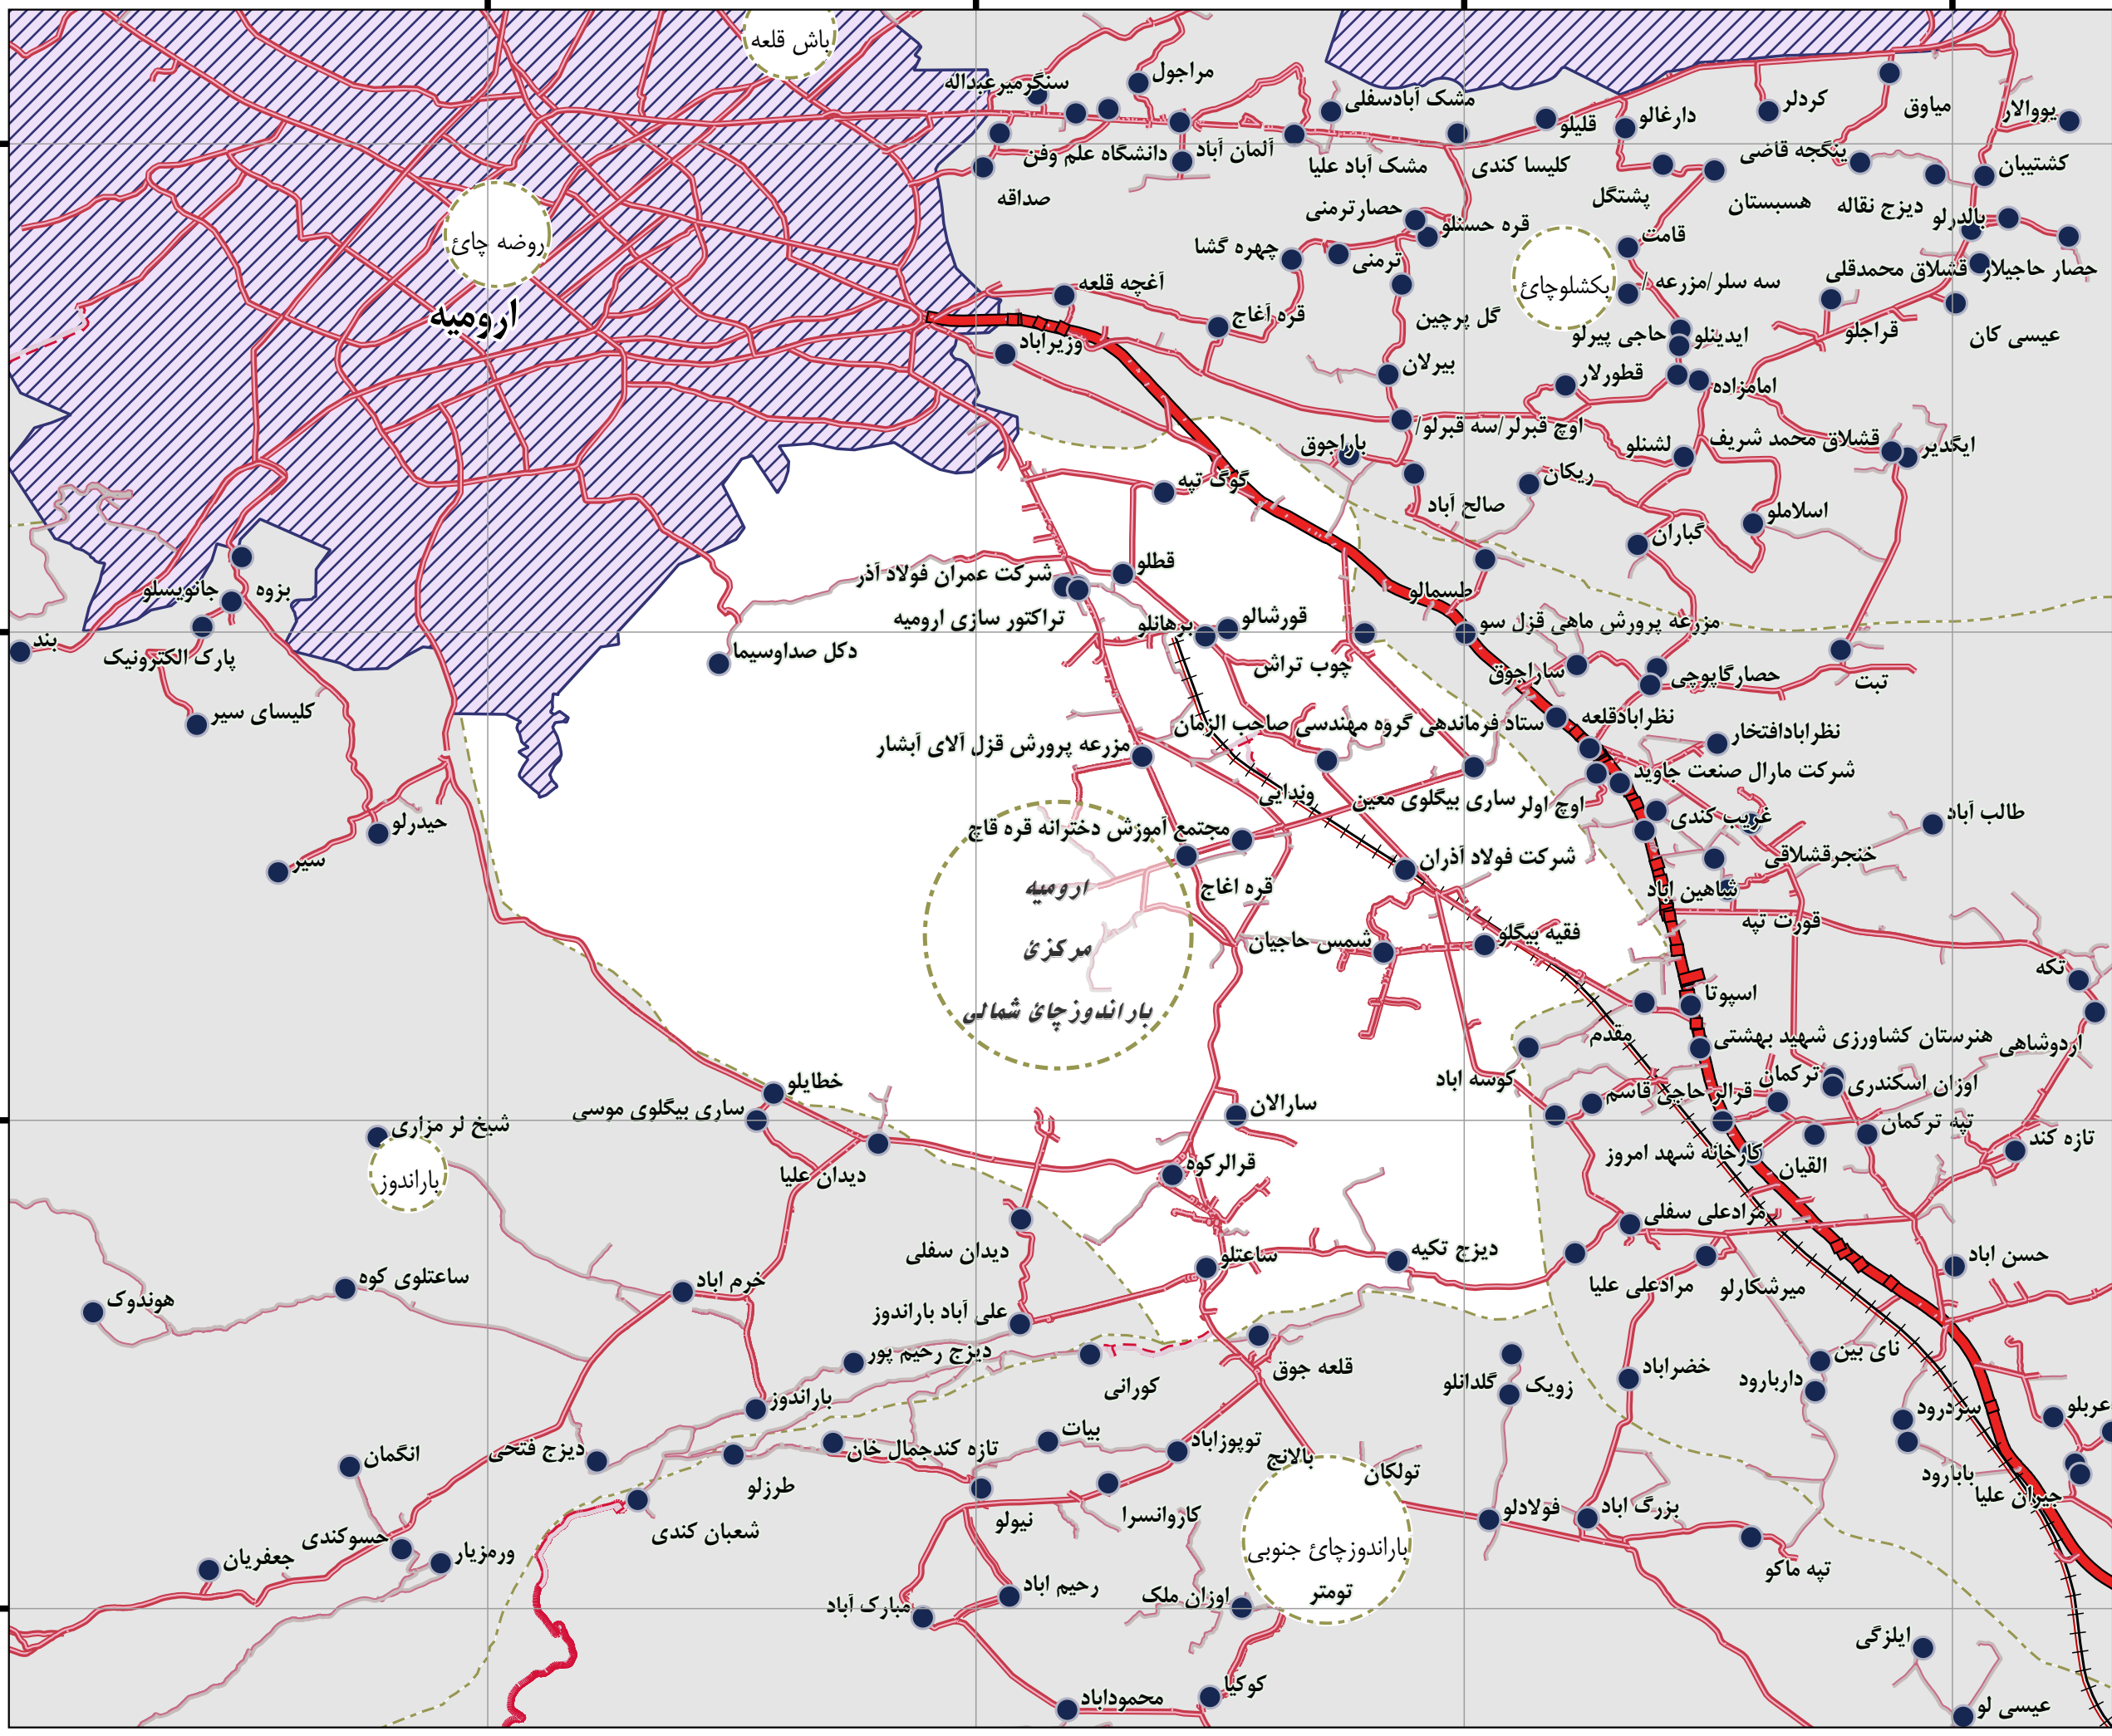 باش قلعه
سنگرمیرعبداله
مراجول
مشک آبادسفلی
قلیلو
دارغالو
کردلر
میاوق
یووالار
دانشگاه علم وفن
آلمان آباد
مشک آباد علیا
کلیسا کندی
پشتگل
هسبستان
ینگجه قاضی
دیزج نقاله
کشتیبان
صداقه
بالدرلو
حصارترمنی
قره حسنلو
قامت
چهره گشا
ترمنی
روضه چائ
ارومیه
بکشلوچائ
سه سلر/مزرعه /
قشلاق محمدقلی
حصار حاجیلار
آغچه قلعه
قره آغاج
گل پرچین
حاجی پیرلو
ایدینلو
قراجلو
عیسی کان
وزیراباد
بیرلان
قطورلار
امامزاده
اوچ قبرلر/سه قبرلو/
باراجوق
لشنلو
قشلاق محمد شریف
ایگدیر
گوگ تپه
ریکان
صالح آباد
اسلاملو
گباران
قطلو
شرکت عمران فولاد آذر
طسمالو
جانویسلو
بزوه
تراکتور سازی ارومیه
برهانلو
قورشالو
مزرعه پرورش ماهی قزل سو
بند
پارک الکترونیک
دکل صداوسیما
چوب تراش
ساراجوق
حصارگاپوچی
تبت
کلیسای سیر
ستاد فرماندهی گروه مهندسی صاحب الزمان
نظرابادقلعه
نظرابادافتخار
مزرعه پرورش قزل آلای آبشار
شرکت مارال صنعت جاوید
وندایی
ساری بیگلوی معین
اوچ اولر
غریب کندی
طالب آباد
حیدرلو
مجتمع آموزش دخترانه قره قاچ
سیر
شرکت فولاد آذران
خنجرقشلاقی
ارومیه
قره اغاج
شاهین اباد
قورت تپه
مرکزئ
شمس حاجیان
فقیه بیگلو
تکه
باراندوزچائ شمالی
اسپوتا
مقدم
هنرستان کشاورزی شهید بهشتی
اردوشاهی
خطایلو
کوسه اباد
ترکمان
اوزان اسکندری
ساری بیگلوی موسی
سارالان
قرالرحاجی قاسم
شیخ لر مزاری
تپه ترکمان
تازه کند
کارخانه شهد امروز
القیان
باراندوز
دیدان علیا
قرالرکوه
مرادعلی سفلی
دیدان سفلی
ساعتلو
دیزج تکیه
حسن اباد
ساعتلوی کوه
خرم اباد
مرادعلی علیا
میرشکارلو
هوندوک
علی آباد باراندوز
دیزج رحیم پور
قلعه جوق
نای بین
کورانی
گلدانلو
زویک
خضراباد
داربارود
باراندوز
سردرود
عربلو
انگمان
دیزج فتحی
تازه کندجمال خان
بیات
توپوزاباد
بالانج
تولکان
بابارود
طرزلو
جیران علیا
شعبان کندی
نیولو
کاروانسرا
فولادلو
بزرگ اباد
حسوکندی
جعفریان
ورمزیار
باراندوزچائ جنوبی
تپه ماکو
رحیم اباد
تومتر
مبارک آباد
اوزان ملک
ایلزگی
کوکیا
محموداباد
عیسی لو